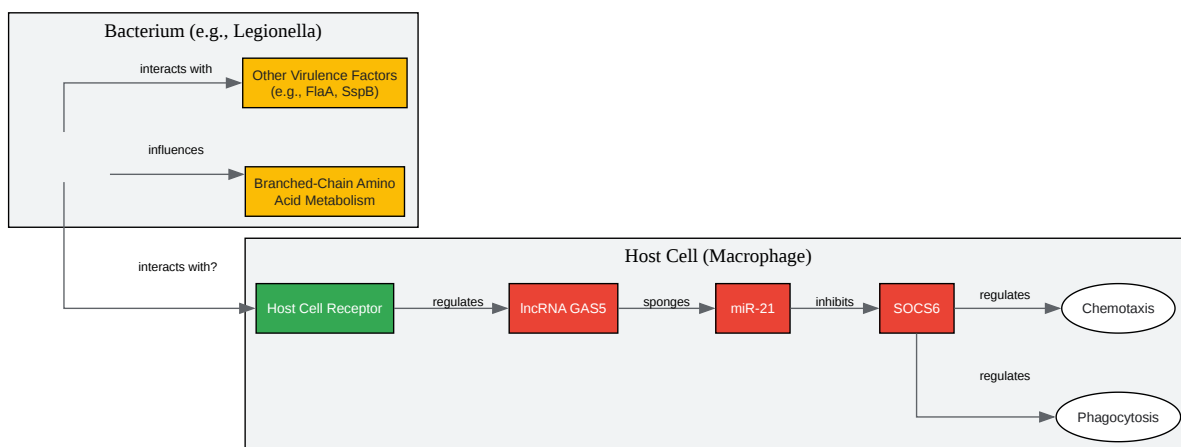 Bacterium (e.g., Legionella)
interacts with
Other Virulence Factors
(e.g., FlaA, SspB)
influences
Branched-Chain Amino
Acid Metabolism
interacts with?
Host Cell (Macrophage)
Host Cell Receptor
regulates
lncRNA GAS5
sponges
miR-21
inhibits
SOCS6
regulates
Chemotaxis
regulates
Phagocytosis